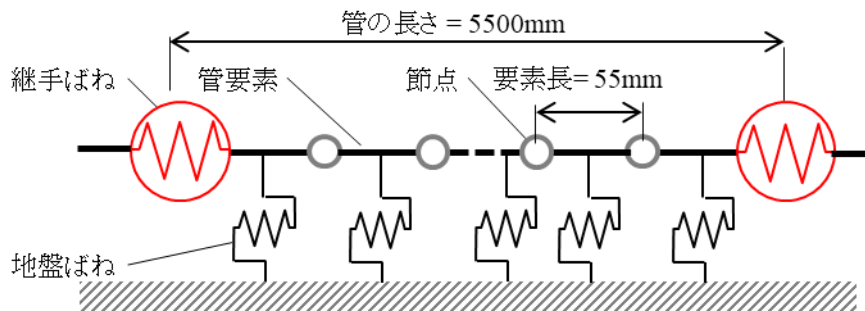 管の長さ = 5500mm
継手ばね
管要素
節点
要素長= 55mm
地盤ばね